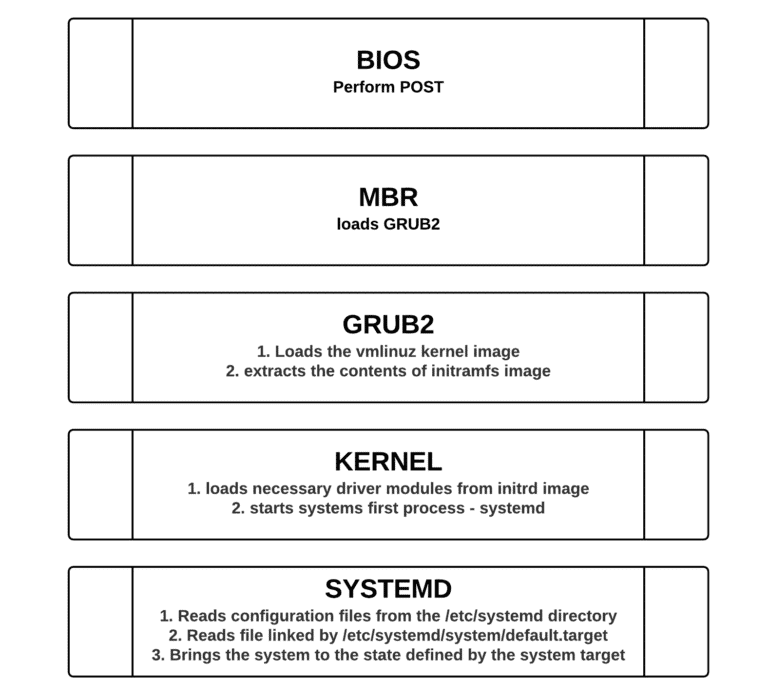 BIOS
Perform POST
MBR
loads GRUB2
GRUB2
1. Loads the vmlinuz kernel image
2. extracts the contents of initramfs image
KERNEL
1. loads necessary driver modules from initrd image
2. starts systems first process - systemd
SYSTEMD
1. Reads configuration files from the /etc/systemd directory
2. Reads file linked by /etc/systemd/system/default.target
3. Brings the system to the state defined by the system target